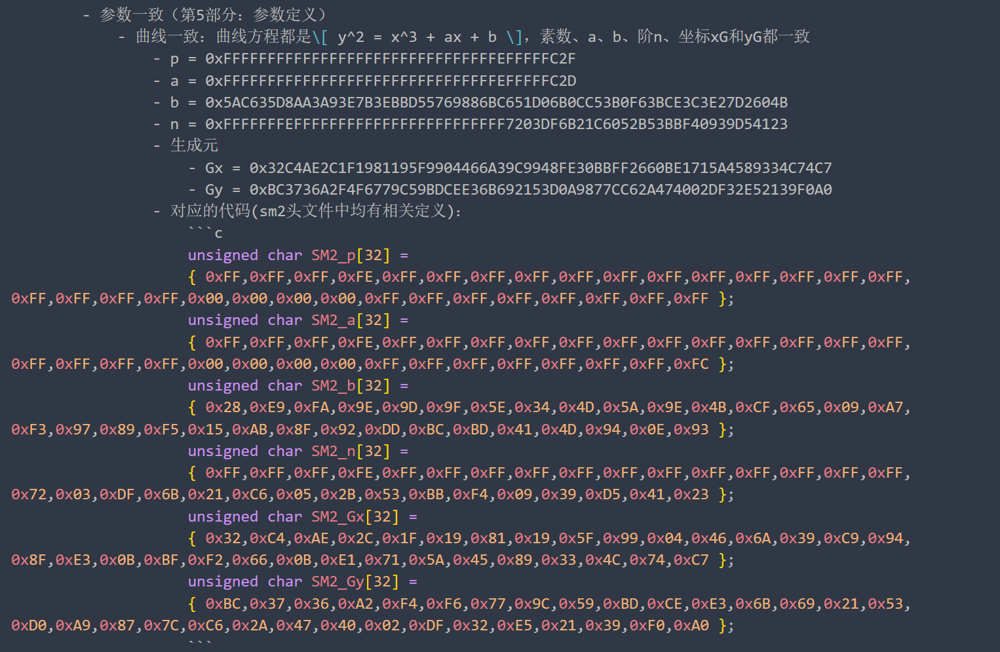 - 参数一致（第5部分：参数定义）
- 曲线一致：曲线方程都是\[ y^2 = x^3 + ax + b \]，素数、a、b、阶n、坐标xG和yG都一致
- p = 0xFFFFFFFFFFFFFFFFFFFFFFFFFFFFFFFEFFFFFC2F
- a = 0xFFFFFFFFFFFFFFFFFFFFFFFFFFFFFFFEFFFFFC2D
- b = 0x5AC635D8AA3A93E7B3EBBD55769886BC651D06B0CC53B0F63BCE3C3E27D2604B
- n = 0xFFFFFFFEFFFFFFFFFFFFFFFFFFFFFFFF7203DF6B21C6052B53BBF40939D54123
- 生成元
- Gx = 0x32C4AE2C1F1981195F9904466A39C9948FE30BBFF2660BE1715A4589334C74C7
- Gy = 0xBC3736A2F4F6779C59BDCEE36B692153D0A9877CC62A474002DF32E52139F0A0
- 对应的代码(sm2头文件中均有相关定义)：
```c
unsigned char SM2_p[32] =
{ 0xFF,0xFF,0xFF,0xFE,0xFF,0xFF,0xFF,0xFF,0xFF,0xFF,0xFF,0xFF,0xFF,0xFF,0xFF,0xFF,
0xFF,0xFF,0xFF,0xFF,0x00,0x00,0x00,0x00,0xFF,0xFF,0xFF,0xFF,0xFF,0xFF,0xFF,0xFF };
unsigned char SM2_a[32] =
{ 0xFF,0xFF,0xFF,0xFE,0xFF,0xFF,0xFF,0xFF,0xFF,0xFF,0xFF,0xFF,0xFF,0xFF,0xFF,0xFF,
0xFF,0xFF,0xFF,0xFF,0x00,0x00,0x00,0x00,0xFF,0xFF,0xFF,0xFF,0xFF,0xFF,0xFF,0xFC };
unsigned char SM2_b[32] =
{ 0x28,0xE9,0xFA,0x9E,0x9D,0x9F,0x5E,0x34,0x4D,0x5A,0x9E,0x4B,0xCF,0x65,0x09,0xA7,
0xF3,0x97,0x89,0xF5,0x15,0xAB,0x8F,0x92,0xDD,0xBC,0xBD,0x41,0x4D,0x94,0x0E,0x93 };
unsigned char SM2_n[32] =
{ 0xFF,0xFF,0xFF,0xFE,0xFF,0xFF,0xFF,0xFF,0xFF,0xFF,0xFF,0xFF,0xFF,0xFF,0xFF,0xFF,
0x72,0x03,0xDF,0x6B,0x21,0xC6,0x05,0x2B,0x53,0xBB,0xF4,0x09,0x39,0xD5,0x41,0x23 };
unsigned char SM2_Gx[32] =
{ 0x32,0xC4,0xAE,0x2C,0x1F,0x19,0x81,0x19,0x5F,0x99,0x04,0x46,0x6A,0x39,0xC9,0x94,
0x8F,0xE3,0x0B,0xBF,0xF2,0x66,0x0B,0xE1,0x71,0x5A,0x45,0x89,0x33,0x4C,0x74,0xC7 };
unsigned char SM2_Gy[32] =
{ 0xBC,0x37,0x36,0xA2,0xF4,0xF6,0x77,0x9C,0x59,0xBD,0xCE,0xE3,0x6B,0x69,0x21,0x53,
0xD0,0xA9,0x87,0x7C,0xC6,0x2A,0x47,0x40,0x02,0xDF,0x32,0xE5,0x21,0x39,0xF0,0xA0 };
```